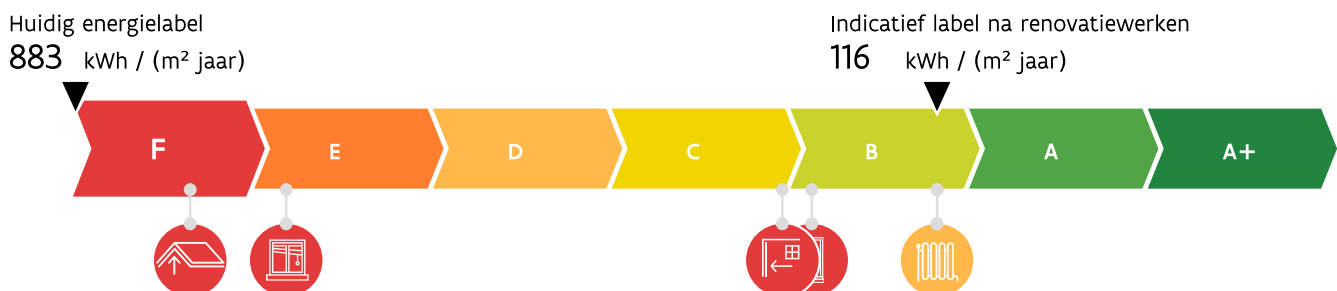 Huidig energielabel
883 kWh / (m² jaar)
Indicatief label na renovatiewerken
116 kWh / (m² jaar)
F E D C B A A+